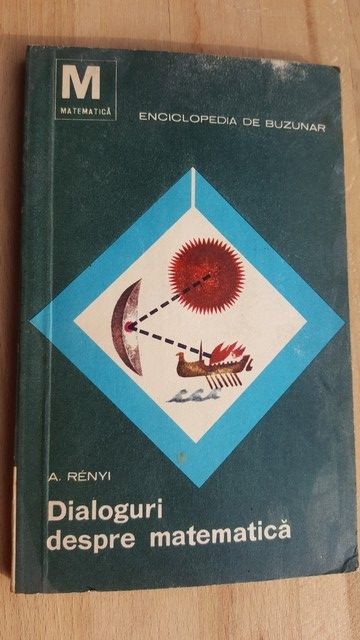 M
MATEMATICĂ
ENCICLOPEDIA DE BUZUNAR
A. RÉNYI
Dialoguri
despre matematică